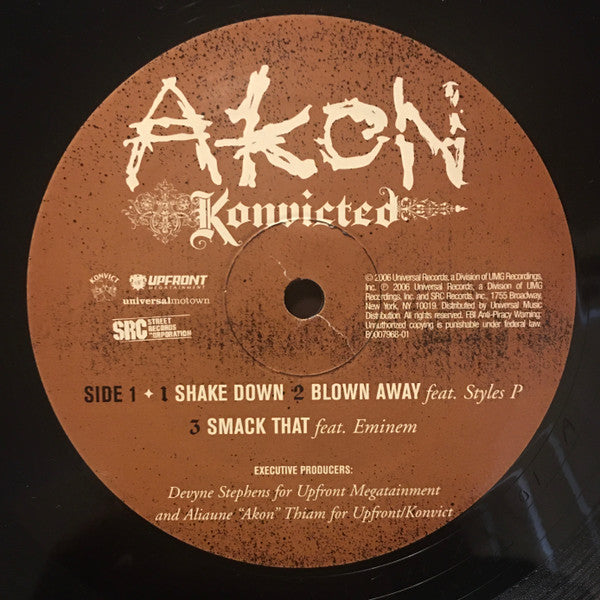 AKON
Konvicted
KONVICT
UPFRONT
MEGATAINMENT
universalmotown
SRC STREET
RECORDS
CORPORATION
© 2006 Universal Records, a Division of UMG Recordings,
Inc. ℗ 2006 Universal Records, a Division of UMG
Recordings, Inc. and SRC Records, Inc., 1755 Broadway,
New York, NY 10019. Distributed by Universal Music
Distribution. All rights reserved. FBI Anti-Piracy Warning:
Unauthorized copying is punishable under federal law.
B0007968-01
SIDE 1 ✦ 1 SHAKE DOWN 2 BLOWN AWAY feat. Styles P
3 SMACK THAT feat. Eminem
EXECUTIVE PRODUCERS:
Devyne Stephens for Upfront Megatainment
and Aliaune "Akon" Thiam for Upfront/Konvict